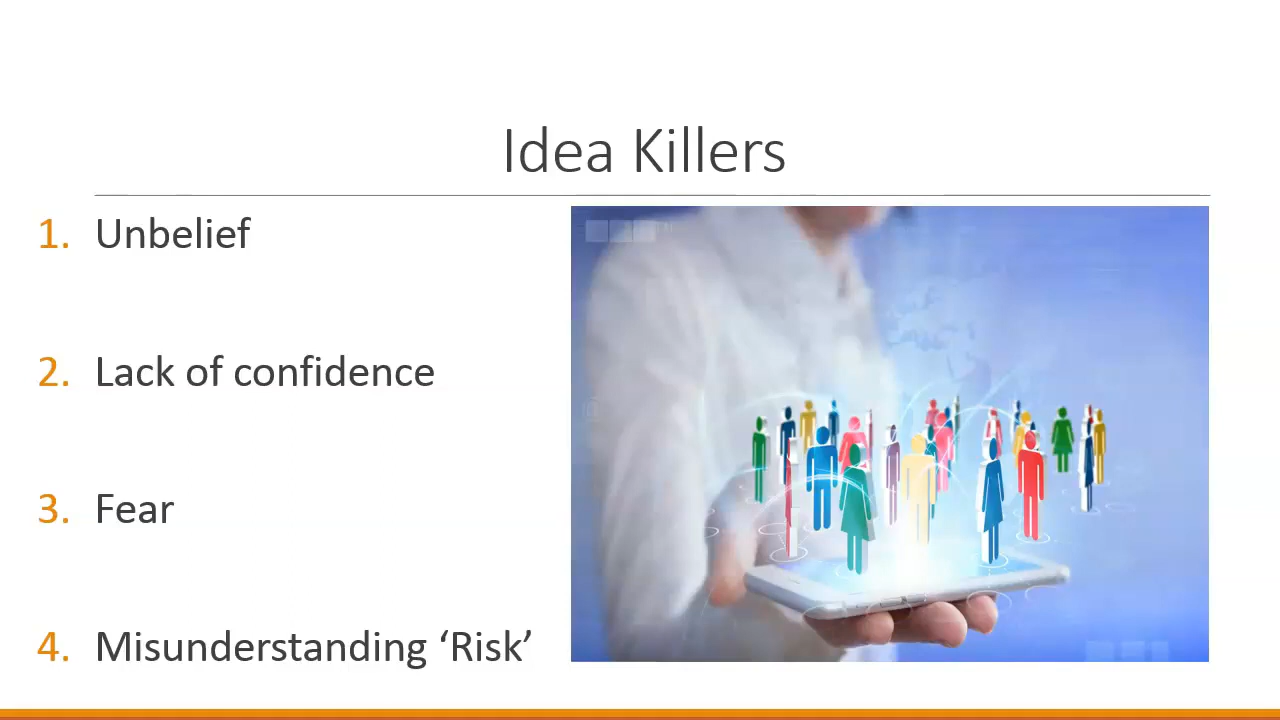 Idea Killers
1. Unbelief
2. Lack of confidence
3. Fear
4. Misunderstanding ‘Risk’